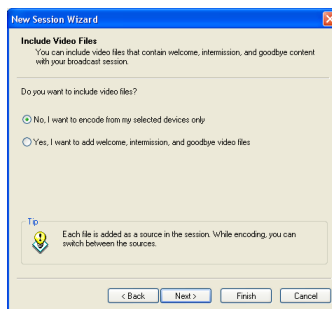 New Session Wizard
Include Video Files
You can include video files that contain welcome, intermission, and goodbye content
with your broadcast session.
Do you want to include video files?
No, I want to encode from my selected devices only
Yes, I want to add welcome, intermission, and goodbye video files
Tip
Each file is added as a source in the session. While encoding, you can
switch between the sources.
< Back Next > Finish Cancel